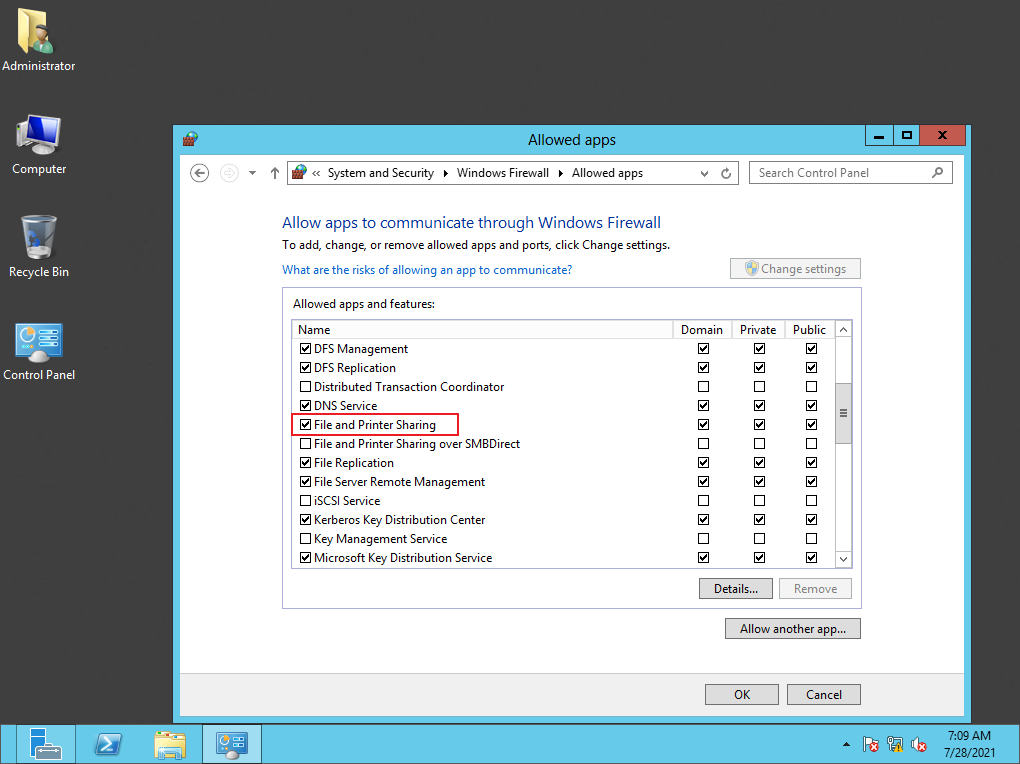 Administrator
Computer
Recycle Bin
Control Panel
Allowed apps
« System and Security Windows Firewall Allowed apps
Search Control Panel
Allow apps to communicate through Windows Firewall
To add, change, or remove allowed apps and ports, click Change settings.
What are the risks of allowing an app to communicate?
Change settings
Allowed apps and features:
Name Domain Private Public
DFS Management
DFS Replication
Distributed Transaction Coordinator
DNS Service
File and Printer Sharing
File and Printer Sharing over SMBDirect
File Replication
File Server Remote Management
iSCSI Service
Kerberos Key Distribution Center
Key Management Service
Microsoft Key Distribution Service
Details... Remove
Allow another app...
OK Cancel
7:09 AM
7/28/2021